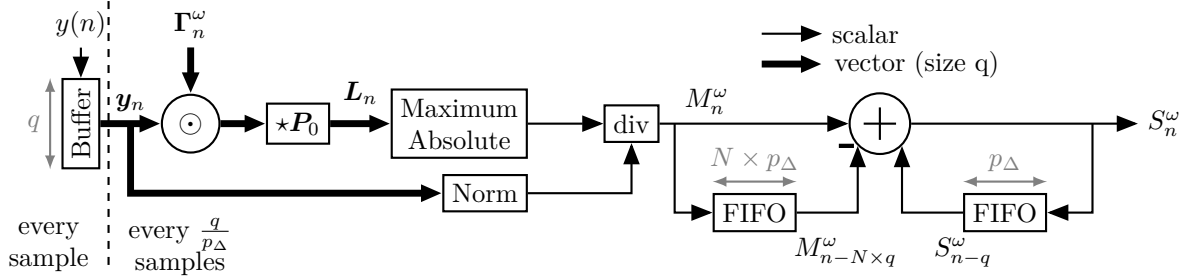 y(n)
Γ_n^ω
scalar
vector (size q)
q
Buffer
y_n
⊙
⋆P_0
L_n
Maximum
Absolute
div
M_n^ω
+
-
S_n^ω
N × p_Δ
p_Δ
Norm
FIFO
FIFO
M_{n−N×q}^ω
S_{n−q}^ω
every
sample
every q/p_Δ
samples